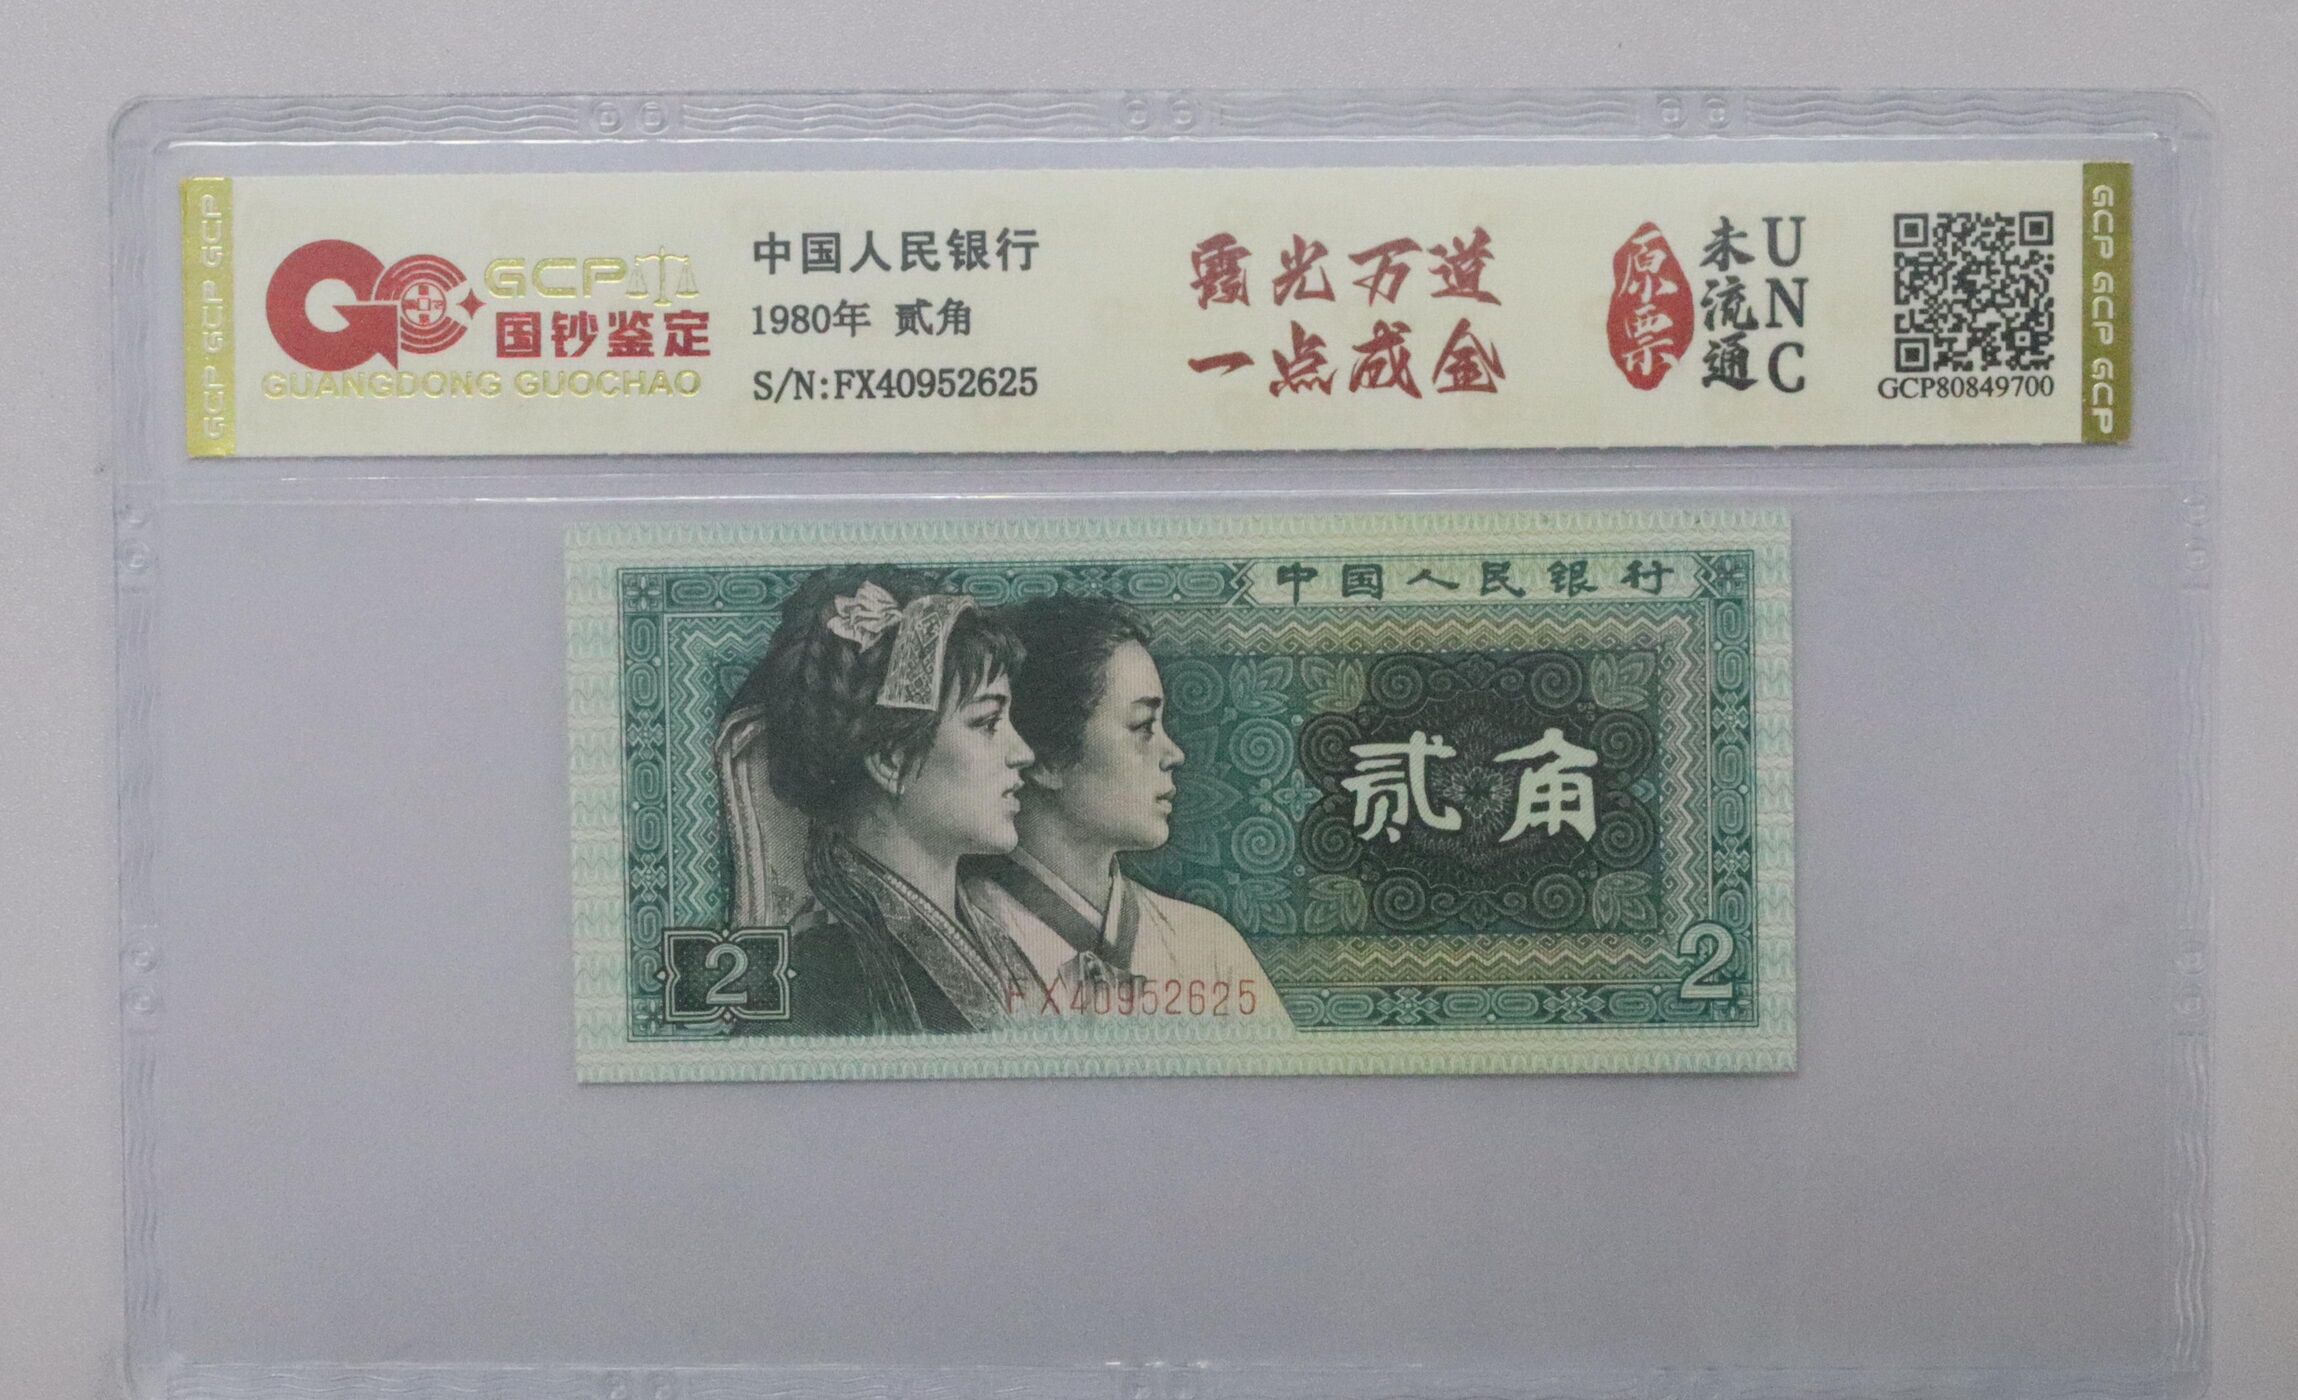 GCP
国钞鉴定
GUANGDONG GUOCHAO
中国人民银行
1980年 贰角
S/N:FX40952625
霞光万道
一点成金
原票
未流通
UNC
GCP80849700
GCP GCP GCP GCP
GCP GCP GCP GCP
中国人民银行
贰角
2
FX40952625
2